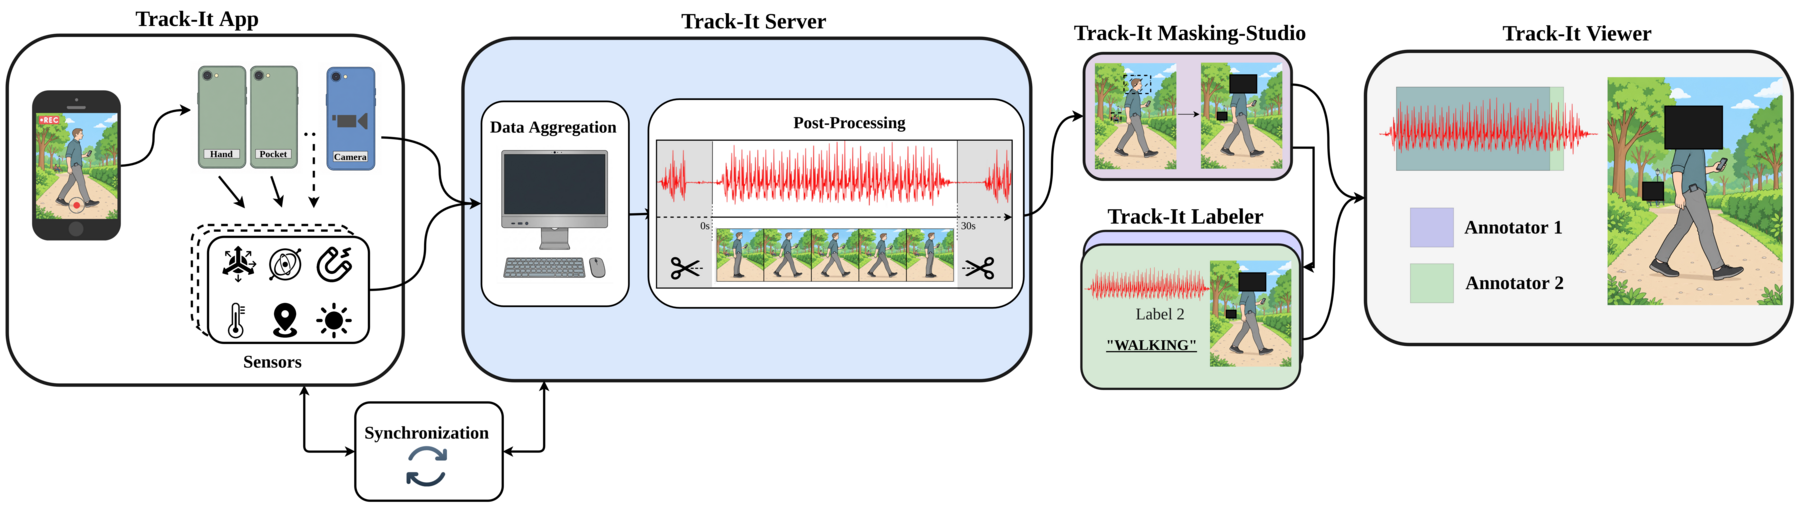 Track-It App
REC
Hand
Pocket
Camera
Sensors
Synchronization
Track-It Server
Data Aggregation
Post-Processing
0s
30s
Track-It Masking-Studio
Track-It Labeler
Label 2
"WALKING"
Track-It Viewer
Annotator 1
Annotator 2